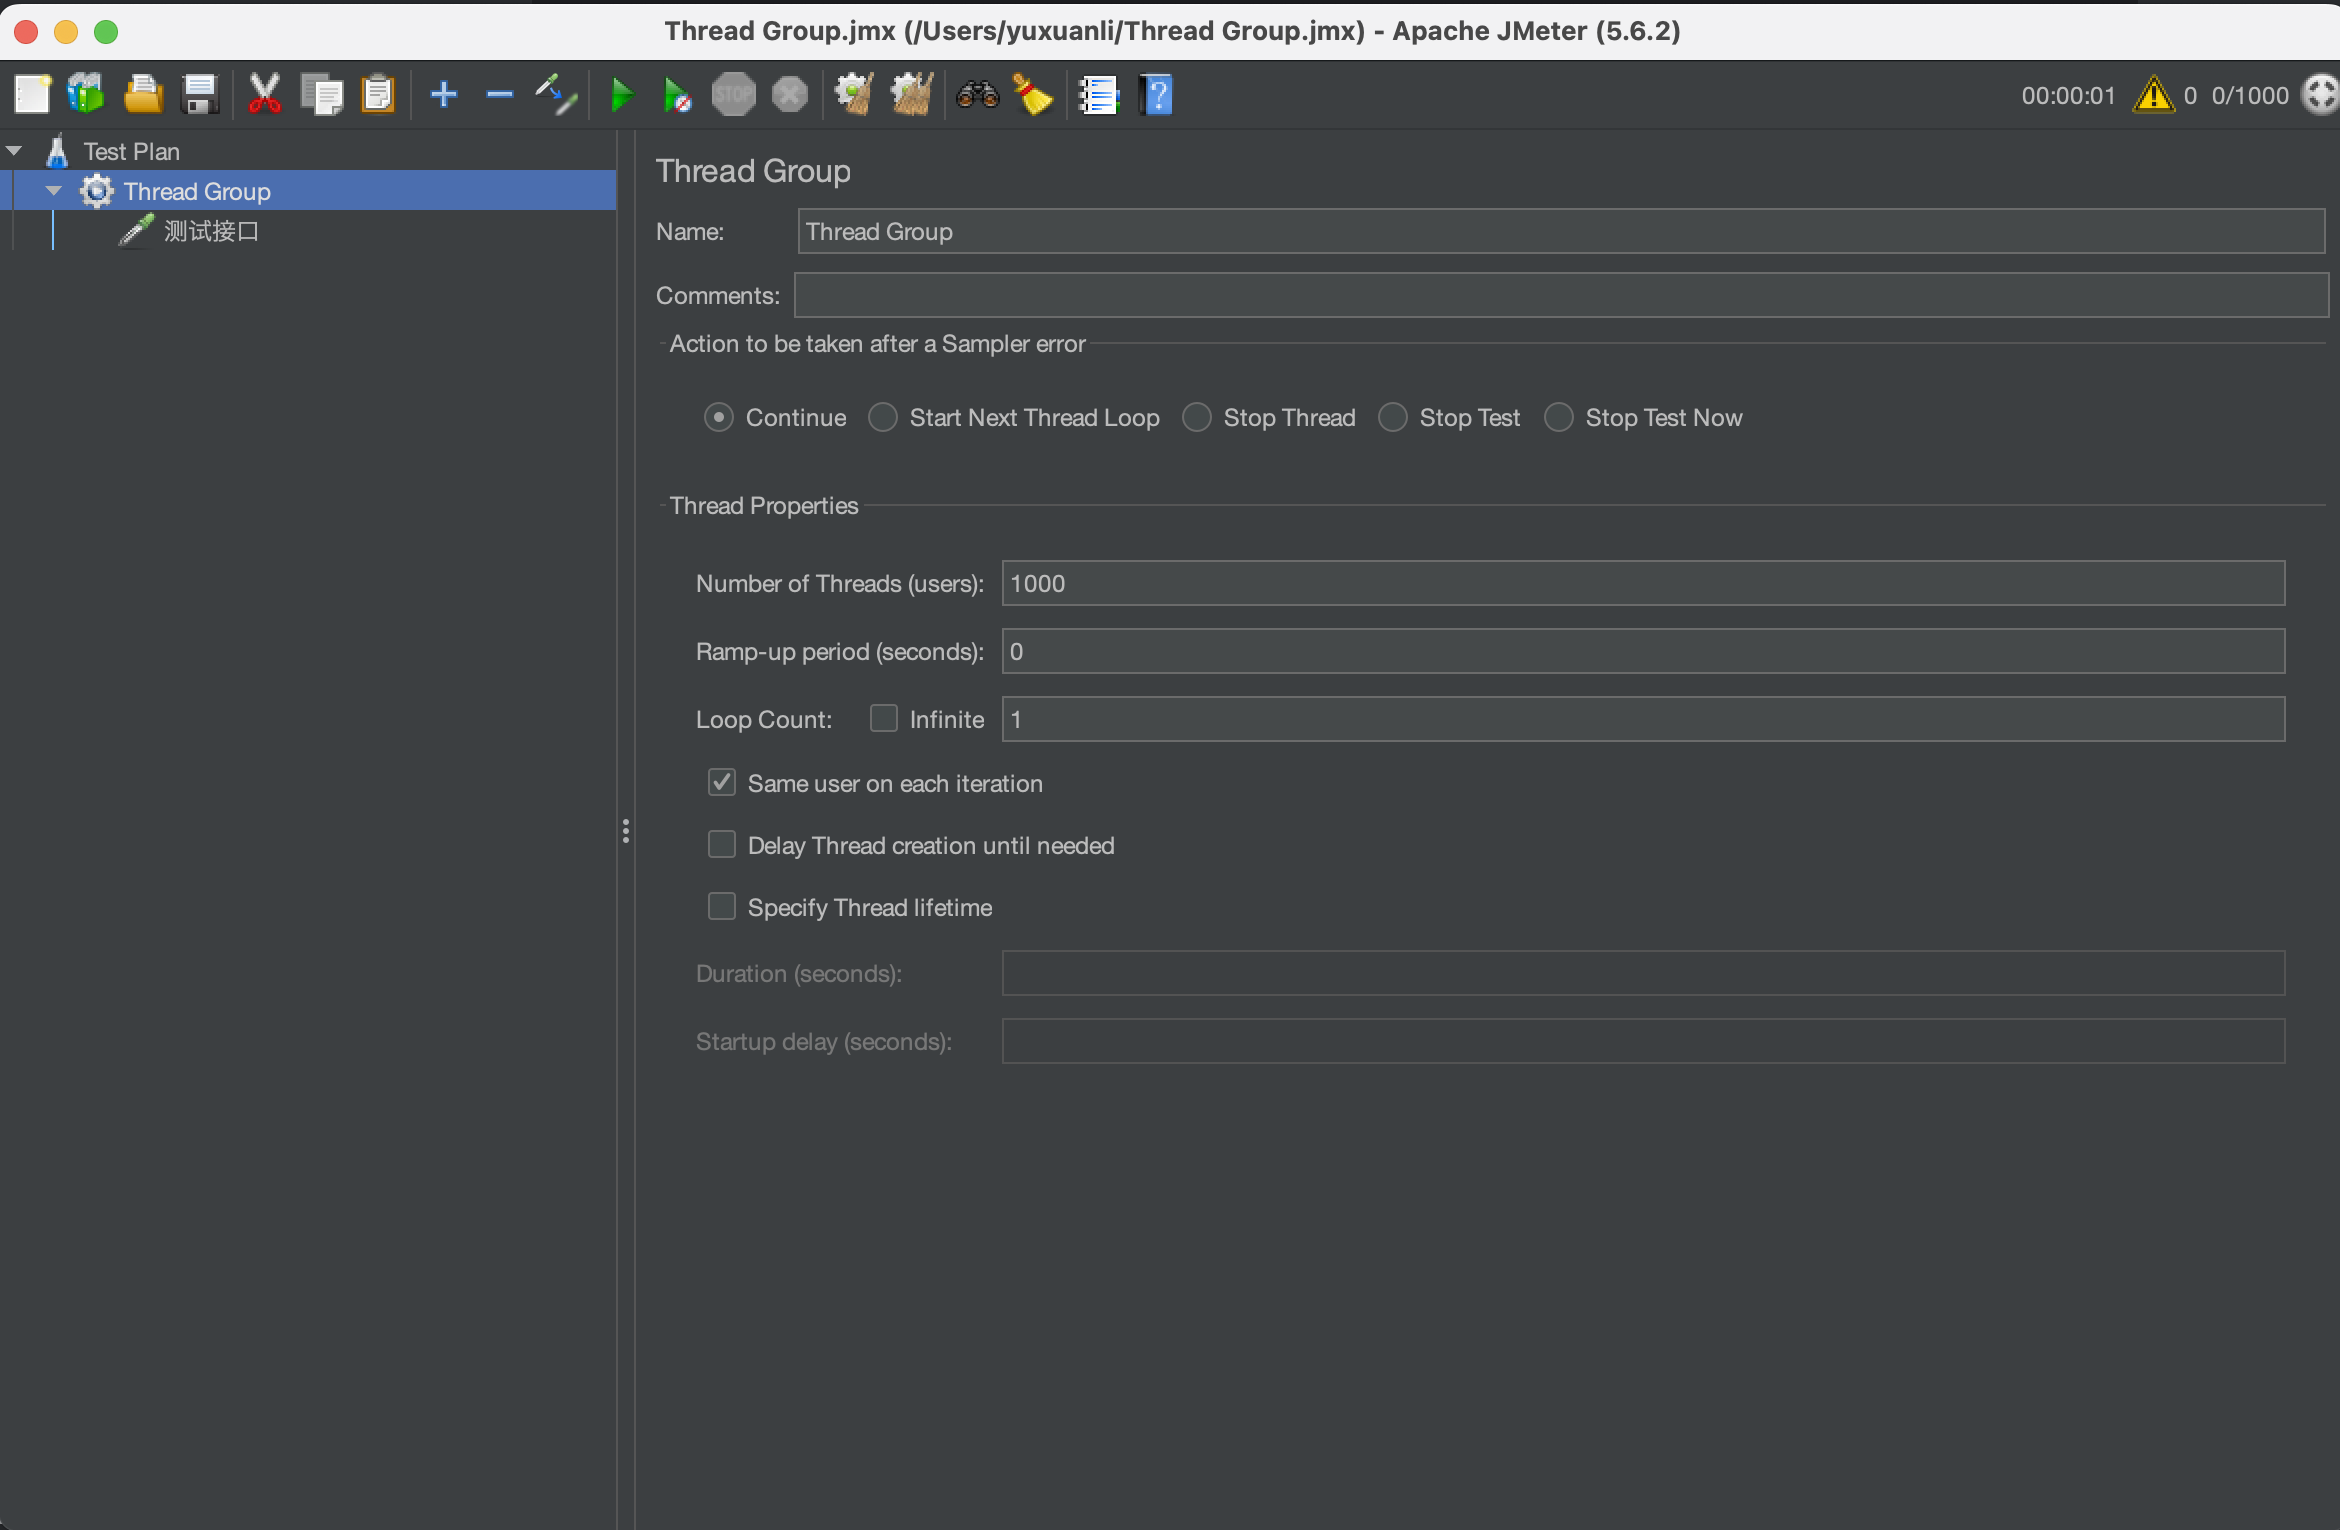 Thread Group.jmx (/Users/yuxuanli/Thread Group.jmx) - Apache JMeter (5.6.2)
STOP
00:00:01 0 0/1000
Test Plan
Thread Group
测试接口
Thread Group
Name: Thread Group
Comments:
Action to be taken after a Sampler error
Continue Start Next Thread Loop Stop Thread Stop Test Stop Test Now
Thread Properties
Number of Threads (users): 1000
Ramp-up period (seconds): 0
Loop Count: Infinite 1
Same user on each iteration
Delay Thread creation until needed
Specify Thread lifetime
Duration (seconds):
Startup delay (seconds):